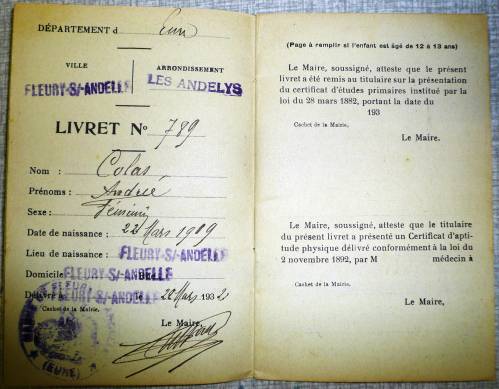 DÉPARTEMENT d Eure
VILLE
ARRONDISSEMENT
FLEURY-S/-ANDELLE
LES ANDELYS
LIVRET No 789
Nom : Colas
Prénoms : Andrée
Sexe : Féminin
Date de naissance : 22 Mars 1919
Lieu de naissance : FLEURY-S/-ANDELLE
Domicile FLEURY-S/-ANDELLE
Délivré à FLEURY-S/-ANDELLE le 20 Mars 1932
Cachet de la Mairie.
Le Maire,
(EURE)
(Page à remplir si l'enfant est âgé de 12 à 13 ans)
Le Maire, soussigné, atteste que le présent
livret a été remis au titulaire sur la présentation
du certificat d'études primaires institué par la
loi du 28 mars 1882, portant la date du
193
Cachet de la Mairie.
Le Maire.
Le Maire, soussigné, atteste que le titulaire
du présent livret a présenté un Certificat d'apti-
tude physique délivré conformément à la loi du
2 novembre 1892, par M médecin à
Cachet de la Mairie.
Le Maire,